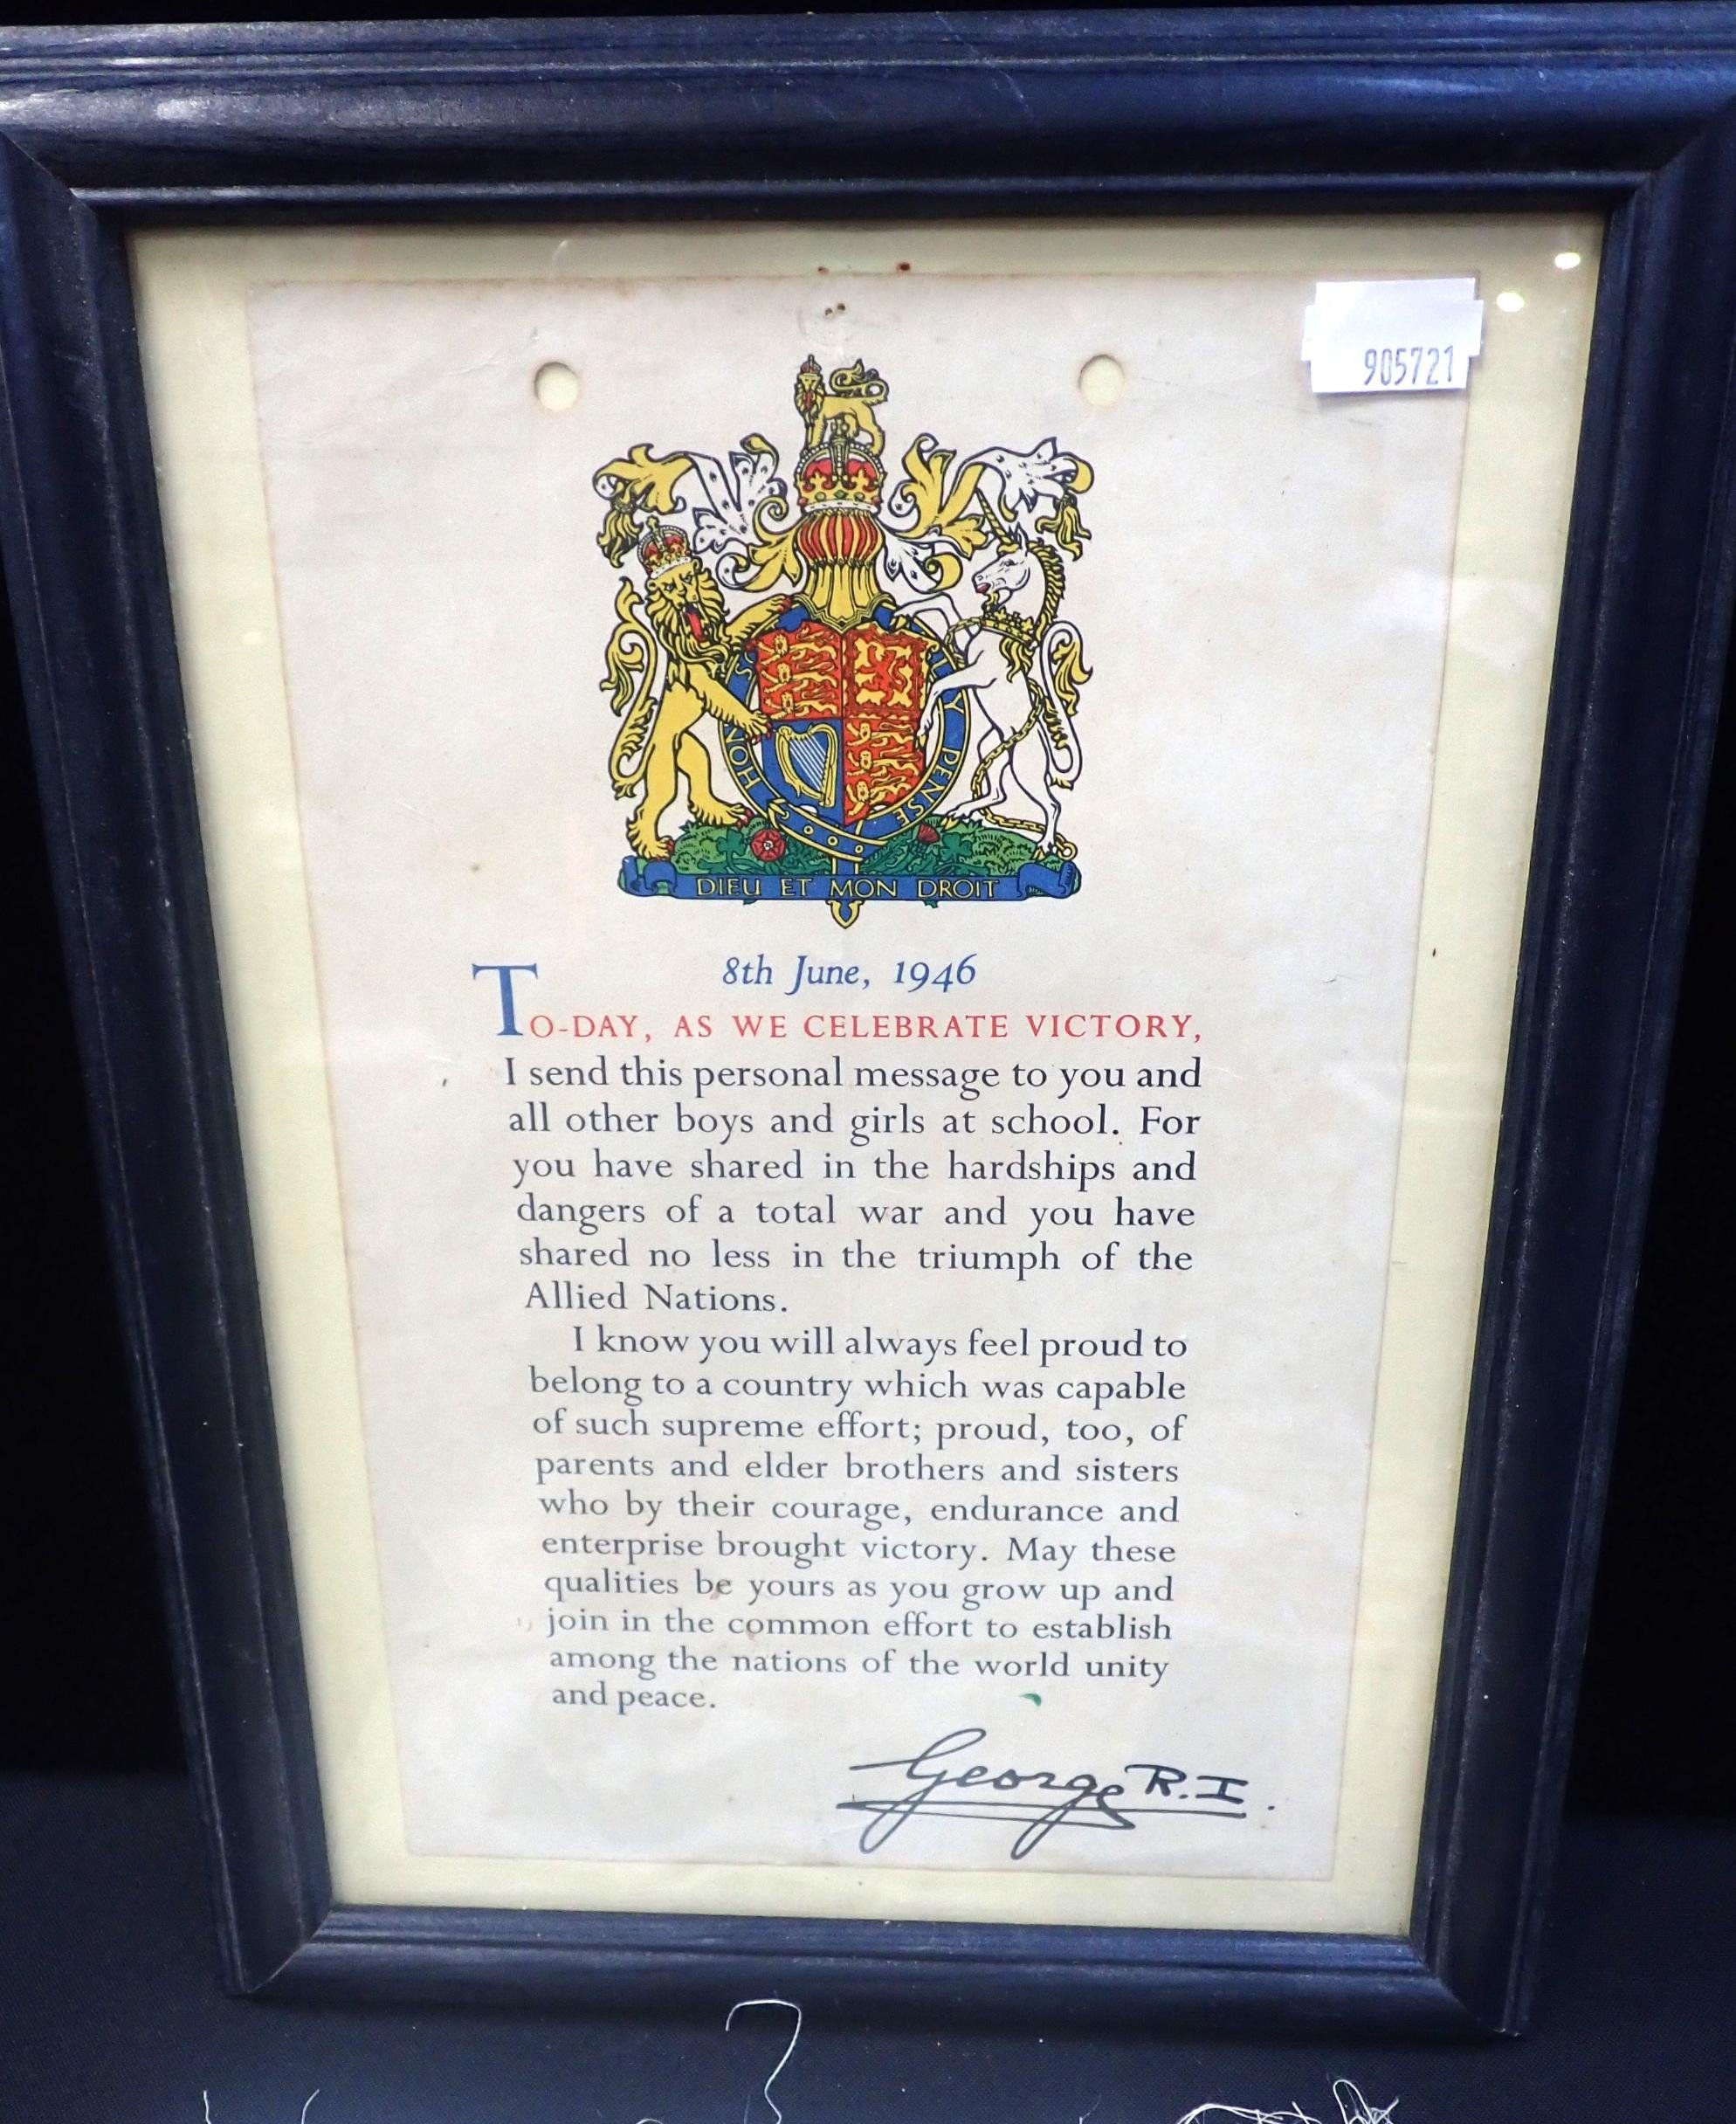 905721
HON
S
TY PENSE
DIEU ET MON DROIT
8th June, 1946
TO-DAY, AS WE CELEBRATE VICTORY,
I send this personal message to you and
all other boys and girls at school. For
you have shared in the hardships and
dangers of a total war and you have
shared no less in the triumph of the
Allied Nations.
I know you will always feel proud to
belong to a country which was capable
of such supreme effort; proud, too, of
parents and elder brothers and sisters
who by their courage, endurance and
enterprise brought victory. May these
qualities be yours as you grow up and
join in the common effort to establish
among the nations of the world unity
and peace.
George R.I.